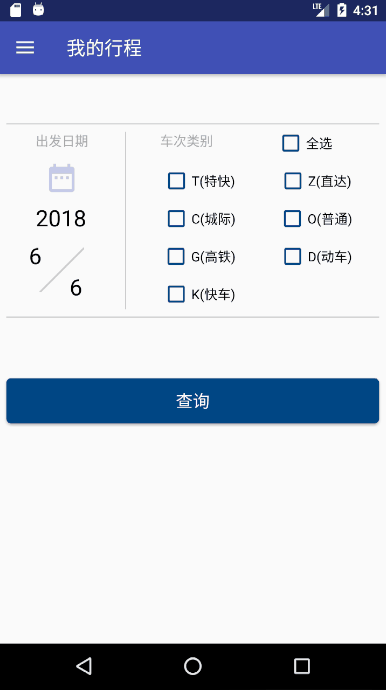 LTE 4:31
我的行程
出发日期
车次类别
全选
T(特快)
Z(直达)
2018
C(城际)
O(普通)
6
G(高铁)
D(动车)
6
K(快车)
查询